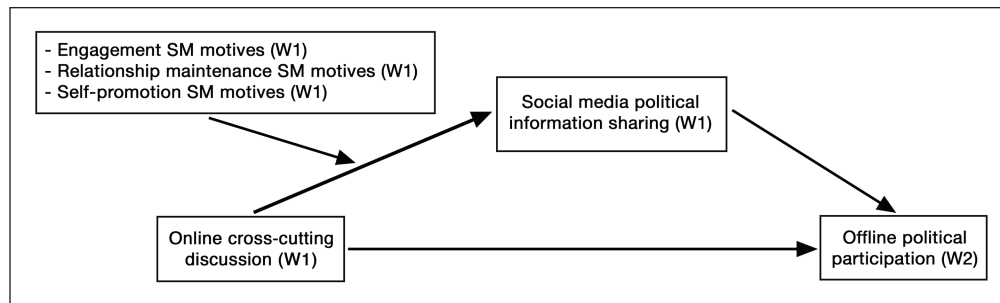 - Engagement SM motives (W1)
- Relationship maintenance SM motives (W1)
- Self-promotion SM motives (W1)
Social media political
information sharing (W1)
Online cross-cutting
discussion (W1)
Offline political
participation (W2)